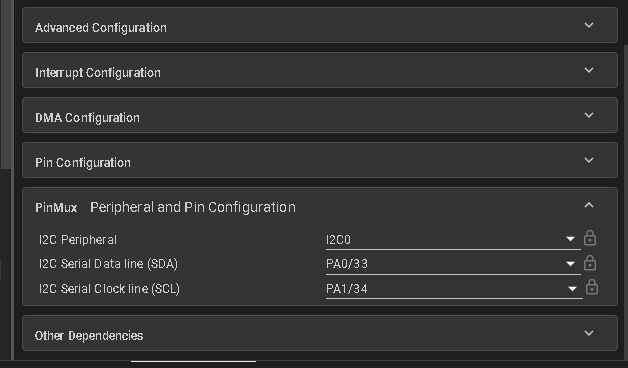 Advanced Configuration
Interrupt Configuration
DMA Configuration
Pin Configuration
PinMux Peripheral and Pin Configuration
I2C Peripheral I2C0
I2C Serial Data line (SDA) PA0/33
I2C Serial Clock line (SCL) PA1/34
Other Dependencies